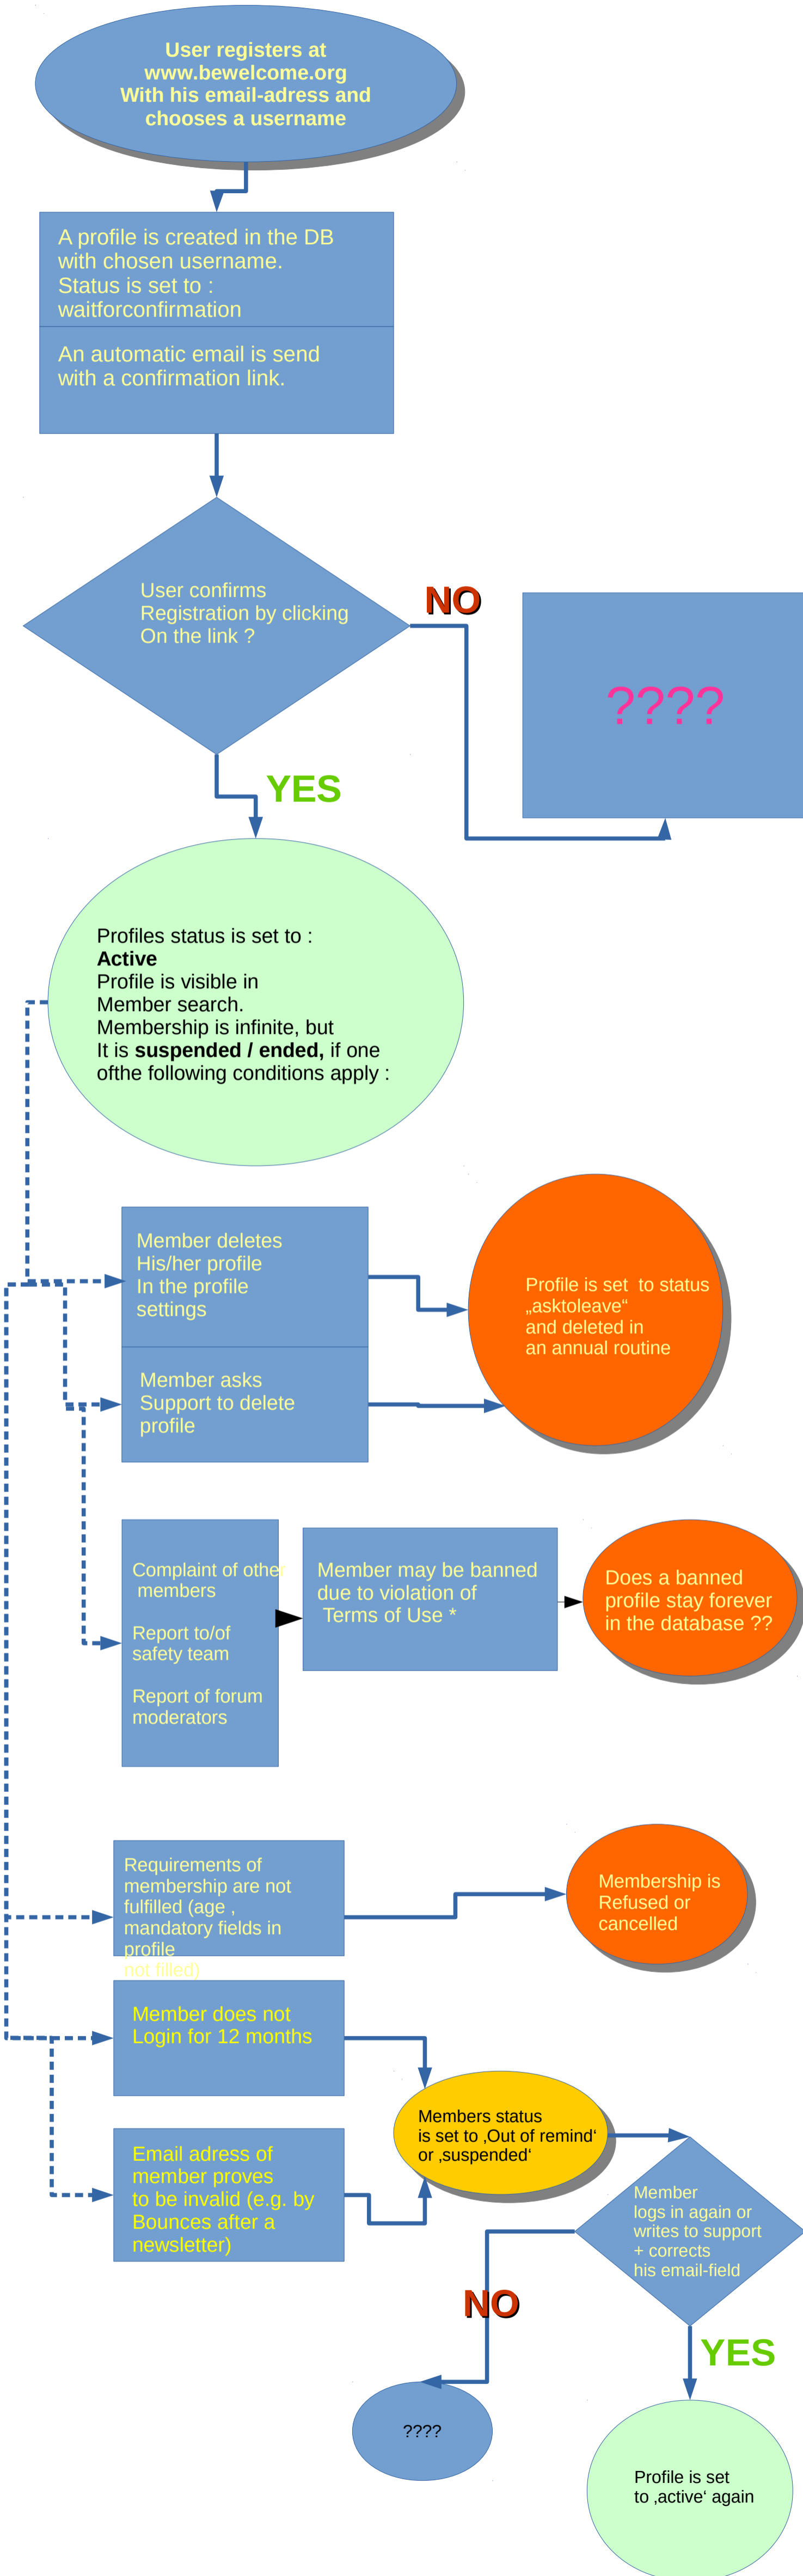 User registers at
www.bewelcome.org
With his email-adress and
chooses a username
A profile is created in the DB
with chosen username.
Status is set to :
waitforconfirmation
An automatic email is send
with a confirmation link.
User confirms
Registration by clicking
On the link ?
NO
????
YES
Profiles status is set to :
Active
Profile is visible in
Member search.
Membership is infinite, but
It is suspended / ended, if one
ofthe following conditions apply :
Member deletes
His/her profile
In the profile
settings
Profile is set  to status
„asktoleave“
and deleted in
an annual routine
Member asks
Support to delete
profile
Complaint of other
members
Report to/of
safety team
Report of forum
moderators
Member may be banned
due to violation of
Terms of Use *
Does a banned
profile stay forever
in the database ??
Requirements of
membership are not
fulfilled (age ,
mandatory fields in
profile
not filled)
Membership is
Refused or
cancelled
Member does not
Login for 12 months
Members status
is set to ‚Out of remind‘
or ‚suspended‘
Email adress of
member proves
to be invalid (e.g. by
Bounces after a
newsletter)
Member
logs in again or
writes to support
+ corrects
his email-field
NO
YES
????
Profile is set
to ‚active‘ again